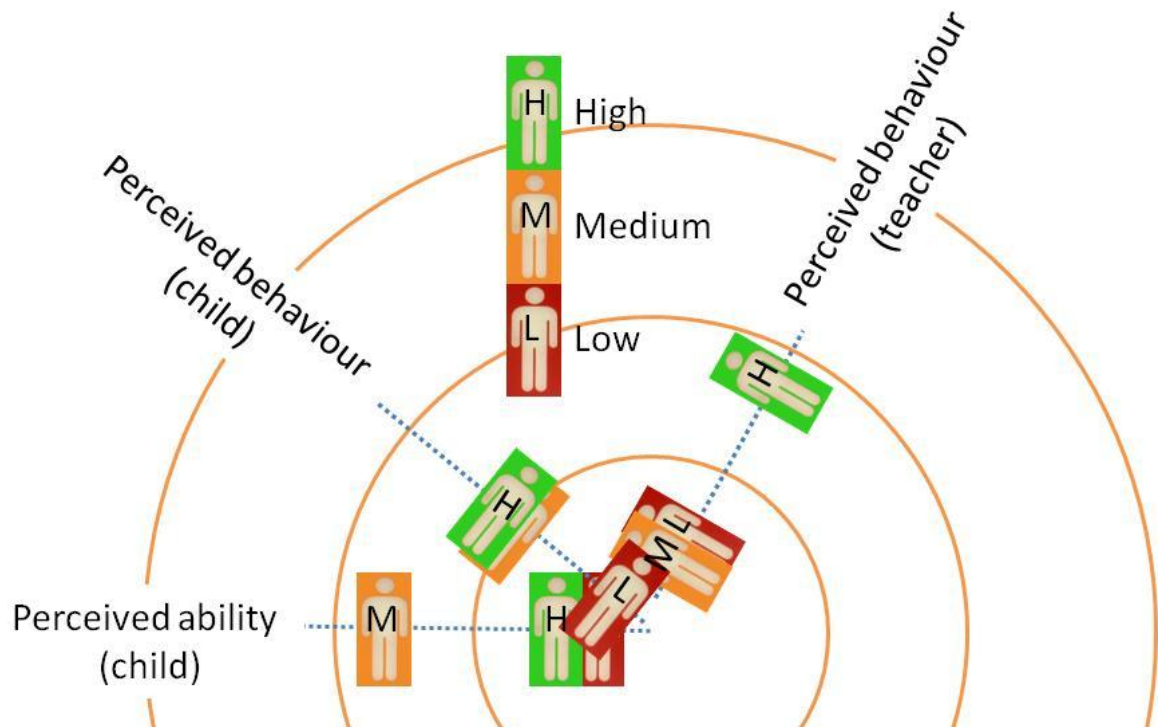 H
High
M
Medium
L
Low
Perceived behaviour
(child)
Perceived behaviour
(teacher)
H
H
L
M
L
Perceived ability
(child)
M
H